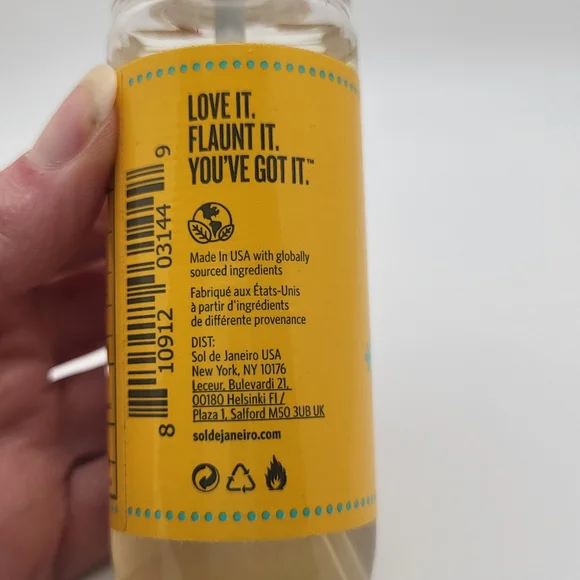 LOVE IT.
FLAUNT IT.
YOU'VE GOT IT.™
Made In USA with globally
sourced ingredients
Fabriqué aux États-Unis
à partir d'ingrédients
de différente provenance
DIST:
Sol de Janeiro USA
New York, NY 10176
Leceur, Bulevardi 21,
00180 Helsinki FI /
Plaza 1, Salford M50 3UB UK
soldejaneiro.com
8 10912 03144 9